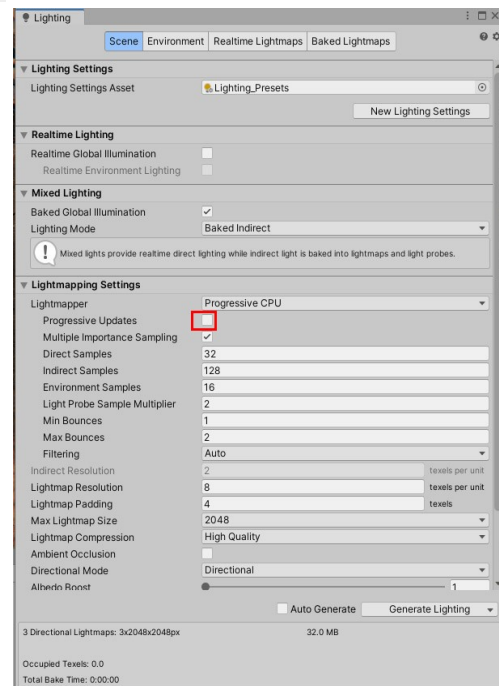 Lighting
Scene Environment Realtime Lightmaps Baked Lightmaps
Lighting Settings
Lighting Settings Asset Lighting_Presets
New Lighting Settings
Realtime Lighting
Realtime Global Illumination
Realtime Environment Lighting
Mixed Lighting
Baked Global Illumination
Lighting Mode Baked Indirect
Mixed lights provide realtime direct lighting while indirect light is baked into lightmaps and light probes.
Lightmapping Settings
Lightmapper Progressive CPU
Progressive Updates
Multiple Importance Sampling
Direct Samples 32
Indirect Samples 128
Environment Samples 16
Light Probe Sample Multiplier 2
Min Bounces 1
Max Bounces 2
Filtering Auto
Indirect Resolution 2 texels per unit
Lightmap Resolution 8 texels per unit
Lightmap Padding 4 texels
Max Lightmap Size 2048
Lightmap Compression High Quality
Ambient Occlusion
Directional Mode Directional
Albedo Boost 1
Auto Generate Generate Lighting
3 Directional Lightmaps: 3x2048x2048px 32.0 MB
Occupied Texels: 0.0
Total Bake Time: 0:00:00